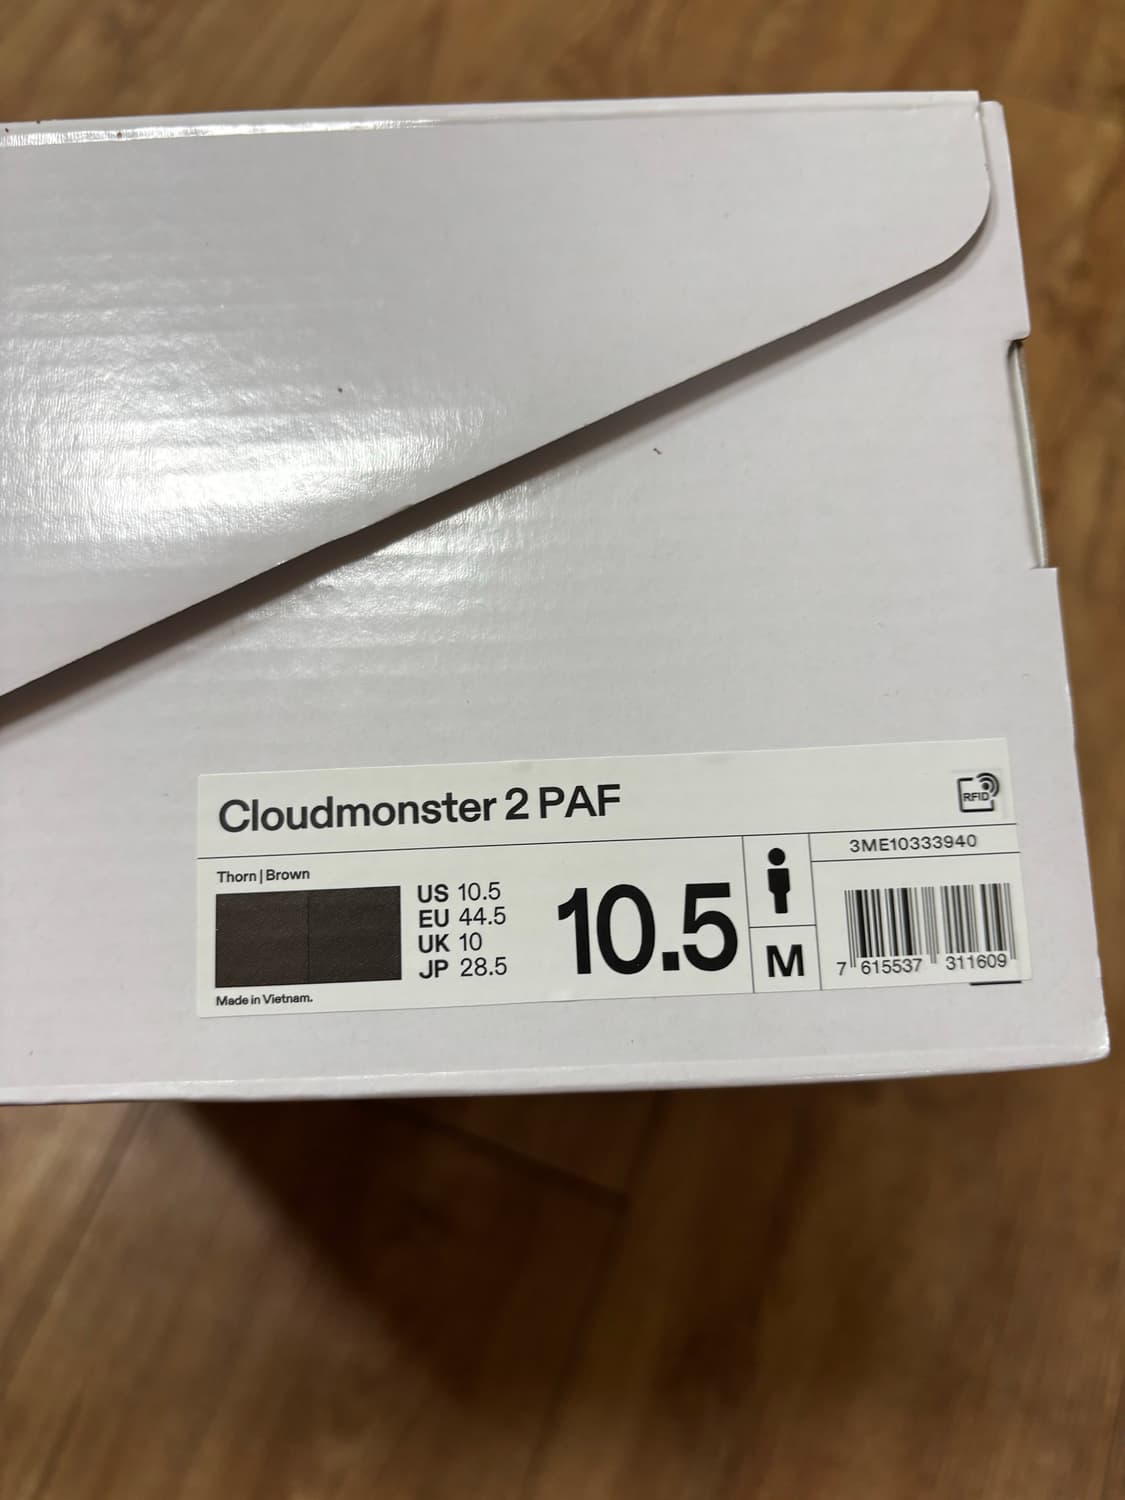 Cloudmonster 2 PAF
RFID
Thorn | Brown
US 10.5
EU 44.5
UK 10
JP 28.5
Made in Vietnam.
10.5
M
3ME10333940
7 615537 311609